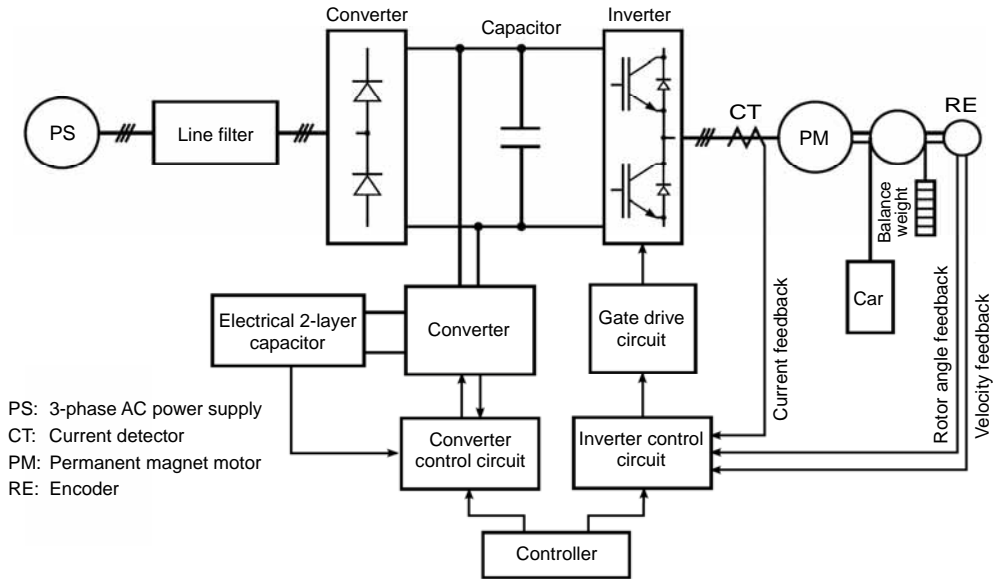 Converter
Capacitor
Inverter
PS
Line filter
CT
PM
RE
Balance
weight
Car
Electrical 2-layer
capacitor
Converter
Gate drive
circuit
Current feedback
Rotor angle feedback
Velocity feedback
Converter
control circuit
Inverter control
circuit
Controller
PS: 3-phase AC power supply
CT: Current detector
PM: Permanent magnet motor
RE: Encoder